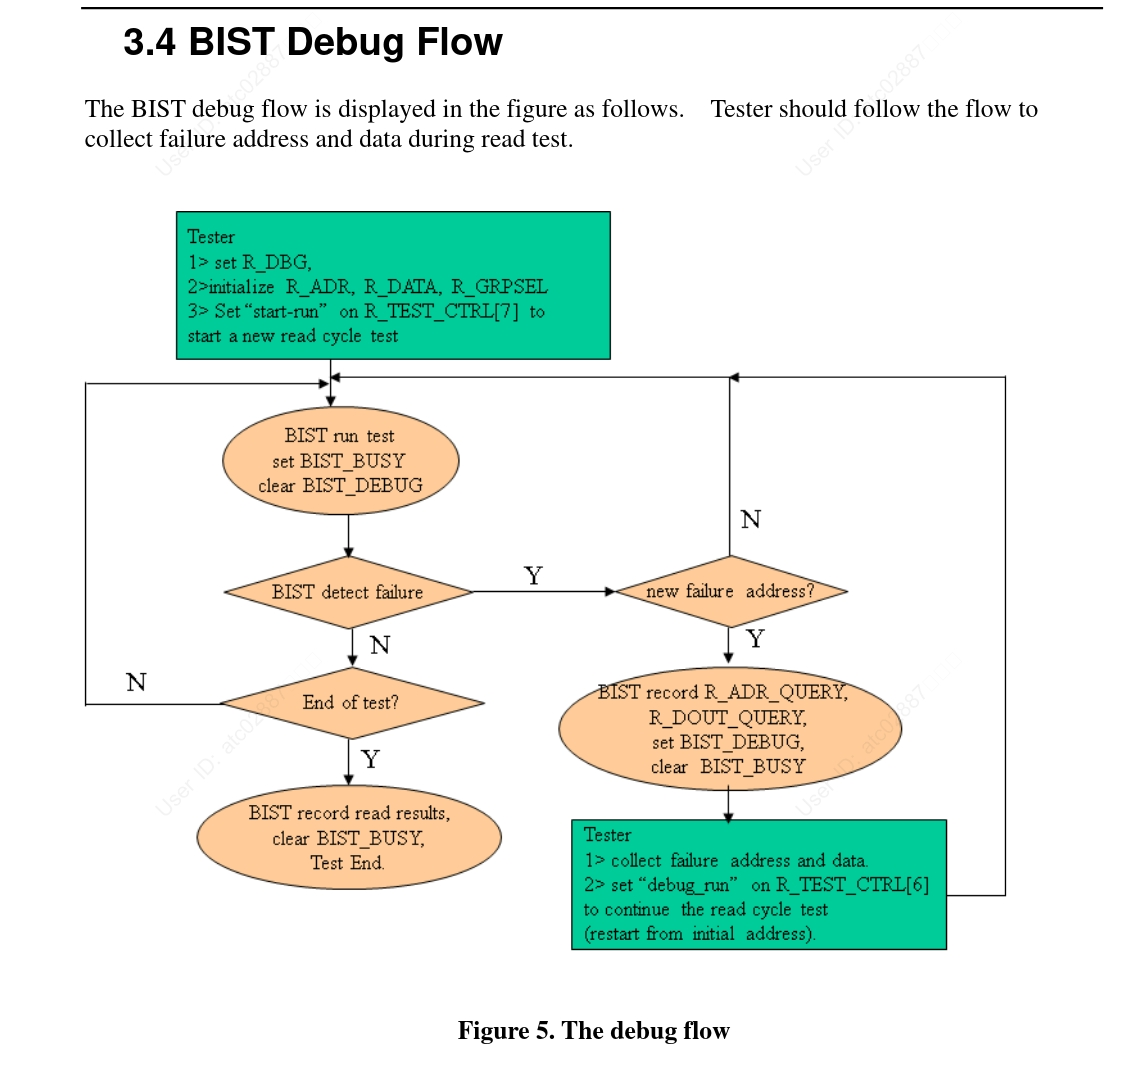 3.4 BIST Debug Flow
The BIST debug flow is displayed in the figure as follows. Tester should follow the flow to
collect failure address and data during read test.
Tester
1> set R_DBG,
2>initialize R_ADR, R_DATA, R_GRPSEL
3> Set “start-run” on R_TEST_CTRL[7] to
start a new read cycle test
BIST run test
set BIST_BUSY
clear BIST_DEBUG
N
BIST detect failure
Y
new failure address?
N
Y
N
End of test?
BIST record R_ADR_QUERY,
R_DOUT_QUERY,
set BIST_DEBUG,
clear BIST_BUSY
Y
BIST record read results,
clear BIST_BUSY,
Test End.
Tester
1> collect failure address and data.
2> set “debug_run” on R_TEST_CTRL[6]
to continue the read cycle test
(restart from initial address).
Figure 5. The debug flow